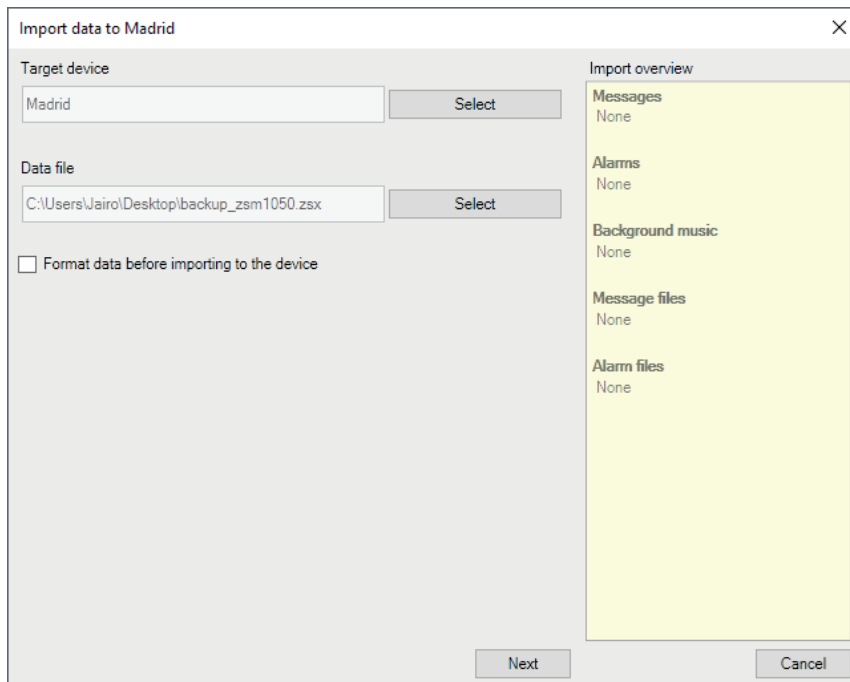 Import data to Madrid
Target device
Madrid
Select
Data file
C:\Users\Jairo\Desktop\backup_zsm1050.zsx
Select
Format data before importing to the device
Import overview
Messages
None
Alarms
None
Background music
None
Message files
None
Alarm files
None
Next
Cancel